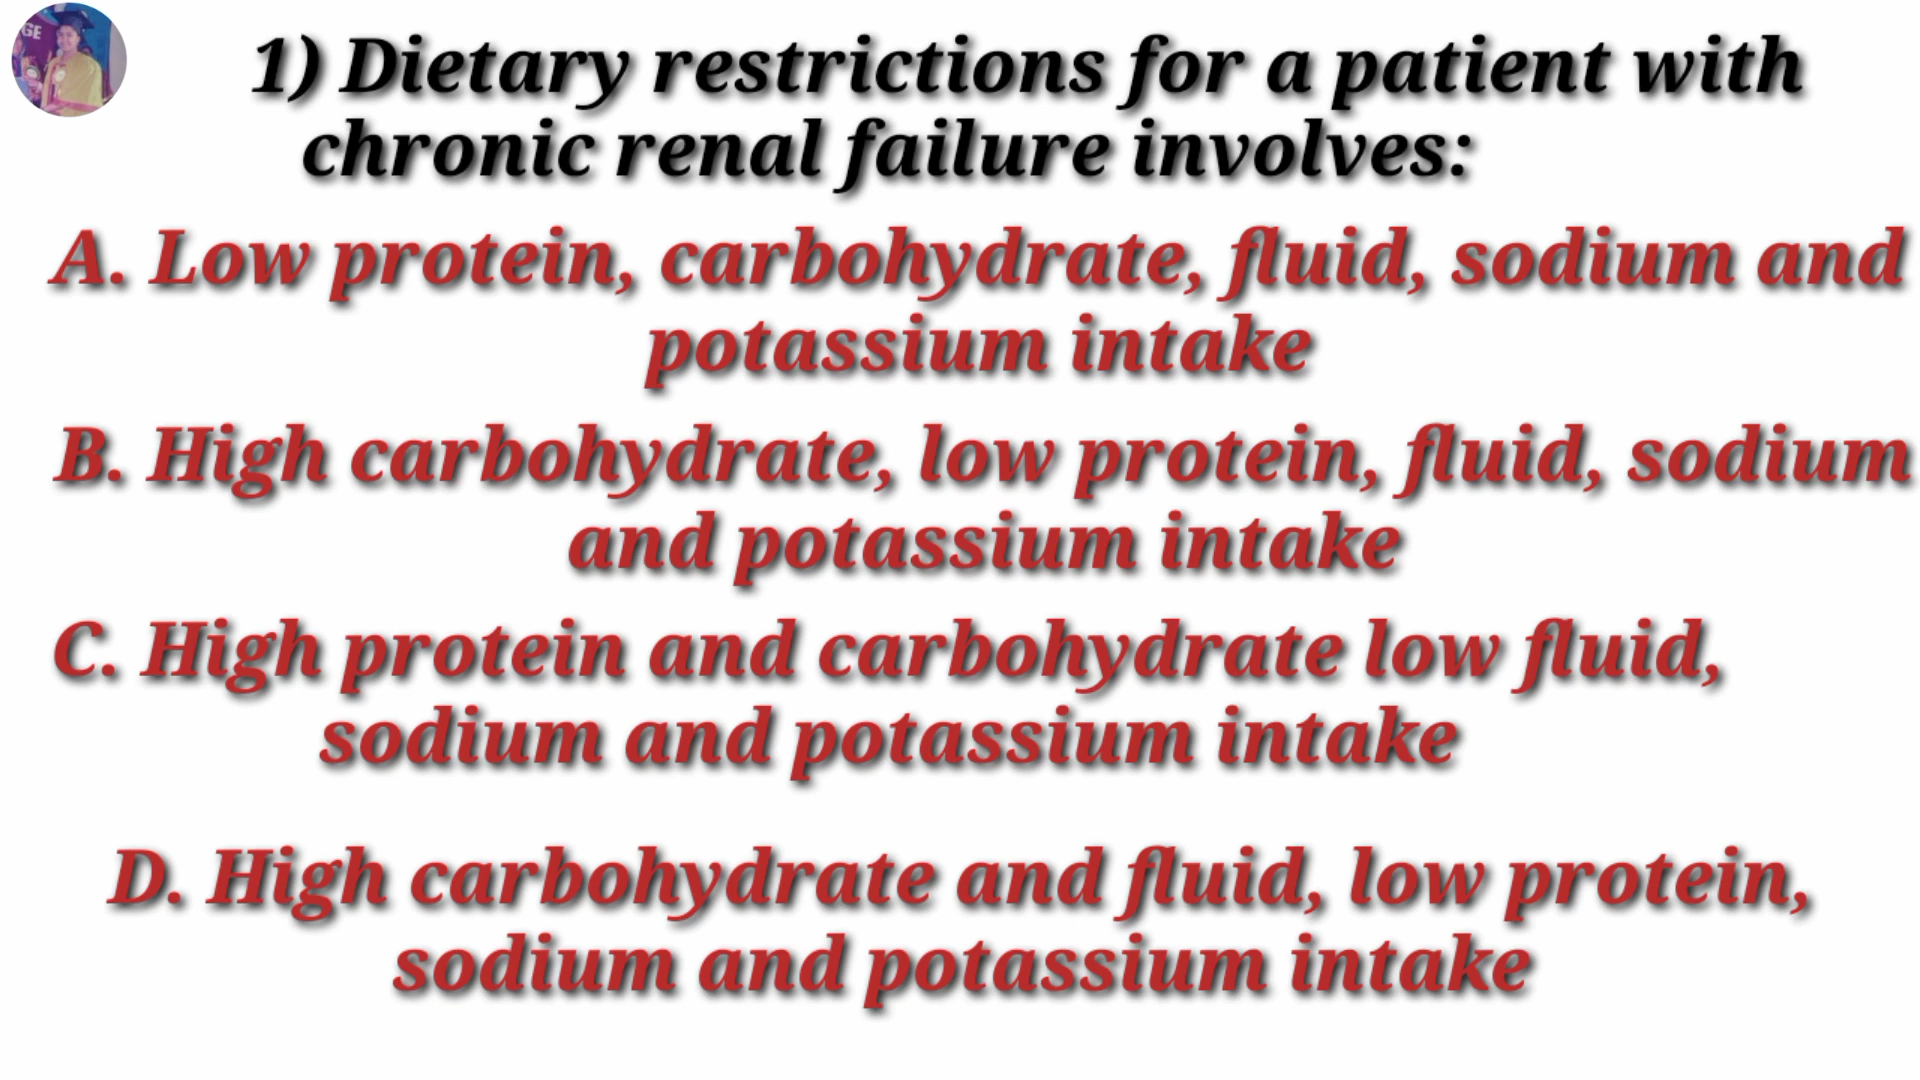 GE
1) Dietary restrictions for a patient with
chronic renal failure involves:
A. Low protein, carbohydrate, fluid, sodium and
potassium intake
B. High carbohydrate, low protein, fluid, sodium
and potassium intake
C. High protein and carbohydrate low fluid,
sodium and potassium intake
D. High carbohydrate and fluid, low protein,
sodium and potassium intake